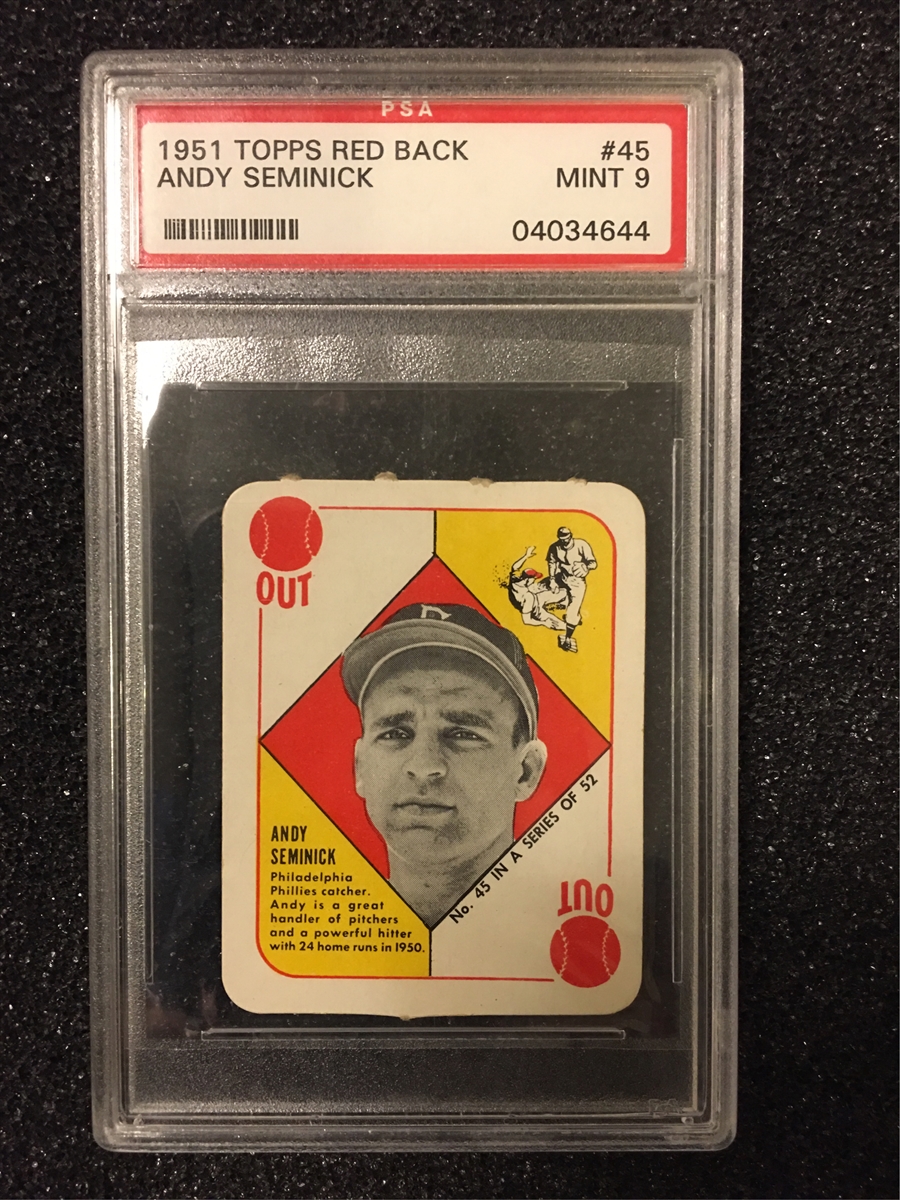 PSA
1951 TOPPS RED BACK #45
ANDY SEMINICK MINT 9
04034644
OUT
ANDY
SEMINICK
Philadelphia
Phillies catcher.
Andy is a great
handler of pitchers
and a powerful hitter
with 24 home runs in 1950.
No. 45 IN A SERIES OF 52
OUT